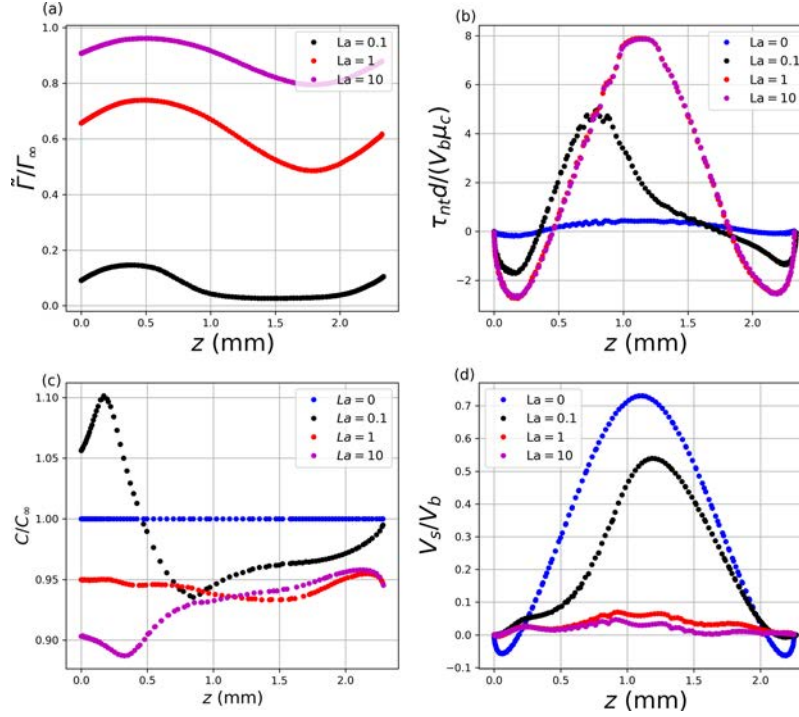 (a)
1.0
0.8
0.6
0.4
0.2
0.0
Γ̃/Γ∞
La = 0.1
La = 1
La = 10
0.0 0.5 1.0 1.5 2.0
z (mm)
(b)
8
6
4
2
0
−2
τntd/(Vbμc)
La = 0
La = 0.1
La = 1
La = 10
0.0 0.5 1.0 1.5 2.0
z (mm)
(c)
1.10
1.05
1.00
0.95
0.90
C/C∞
La = 0
La = 0.1
La = 1
La = 10
0.0 0.5 1.0 1.5 2.0
z (mm)
(d)
0.7
0.6
0.5
0.4
0.3
0.2
0.1
0.0
−0.1
Vs/Vb
La = 0
La = 0.1
La = 1
La = 10
0.0 0.5 1.0 1.5 2.0
z (mm)